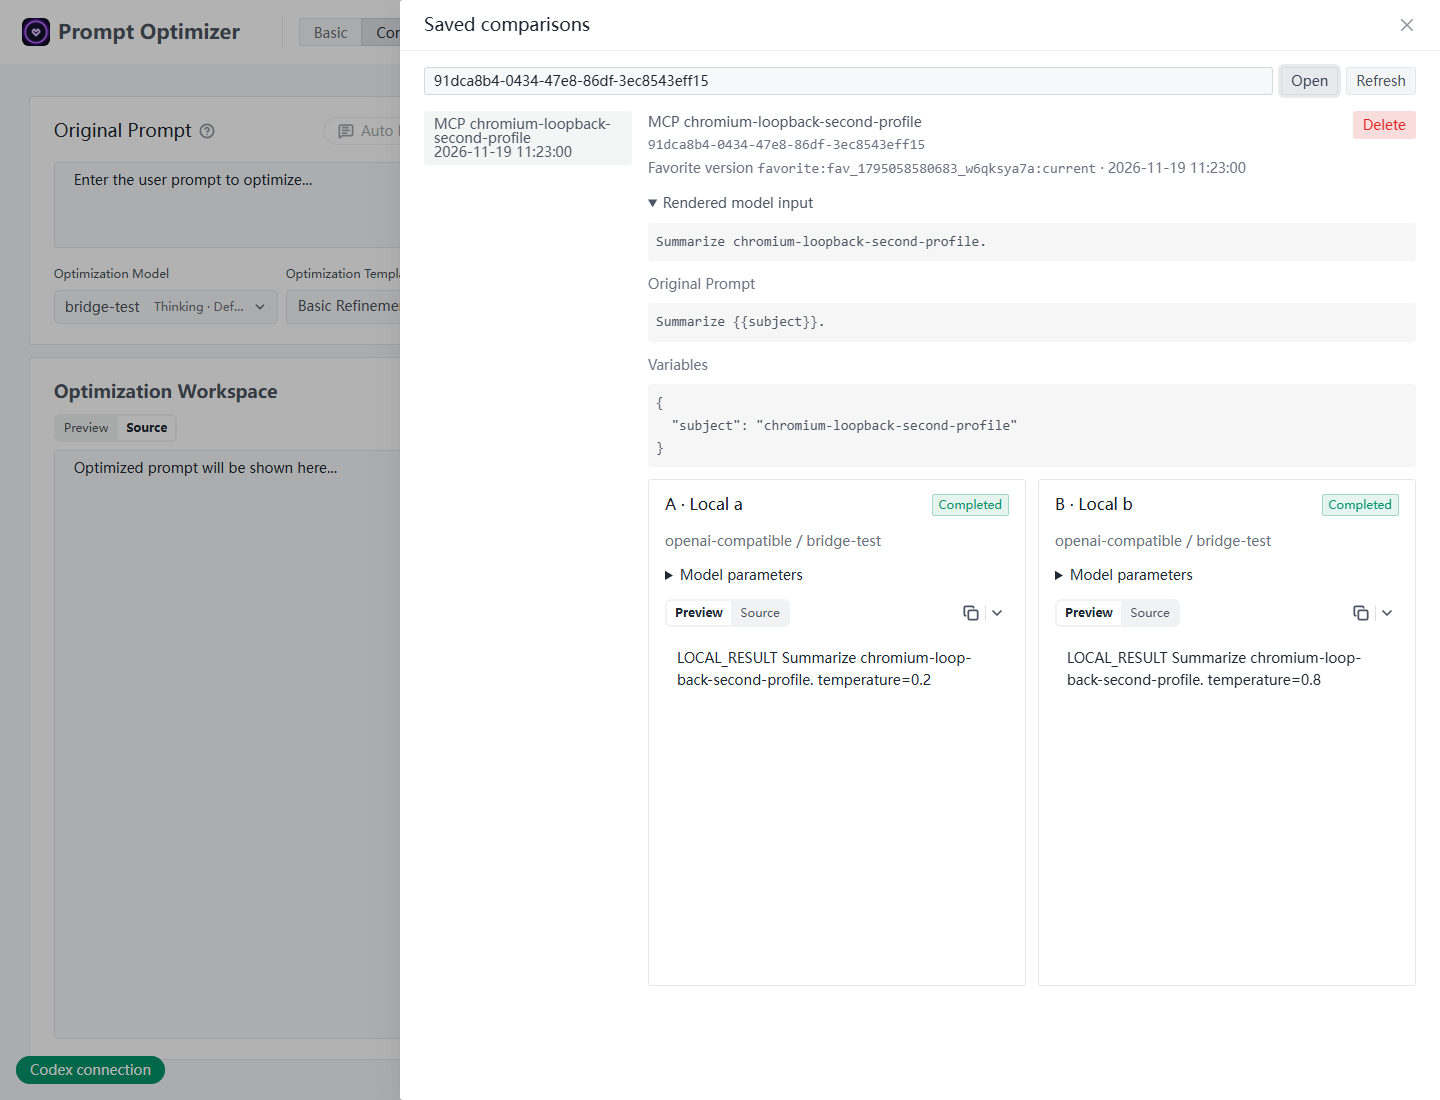 Prompt Optimizer
Basic
Con
Original Prompt
Auto
Enter the user prompt to optimize...
Optimization Model
Optimization Templa
bridge-test Thinking · Def...
Basic Refineme
Optimization Workspace
Preview Source
Optimized prompt will be shown here...
Codex connection
Saved comparisons
91dca8b4-0434-47e8-86df-3ec8543eff15
Open
Refresh
MCP chromium-loopback-
second-profile
2026-11-19 11:23:00
MCP chromium-loopback-second-profile
Delete
91dca8b4-0434-47e8-86df-3ec8543eff15
Favorite version favorite:fav_1795058580683_w6qksya7a:current · 2026-11-19 11:23:00
Rendered model input
Summarize chromium-loopback-second-profile.
Original Prompt
Summarize {{subject}}.
Variables
{
"subject": "chromium-loopback-second-profile"
}
A · Local a
Completed
openai-compatible / bridge-test
Model parameters
Preview Source
LOCAL_RESULT Summarize chromium-loop-
back-second-profile. temperature=0.2
B · Local b
Completed
openai-compatible / bridge-test
Model parameters
Preview Source
LOCAL_RESULT Summarize chromium-loop-
back-second-profile. temperature=0.8